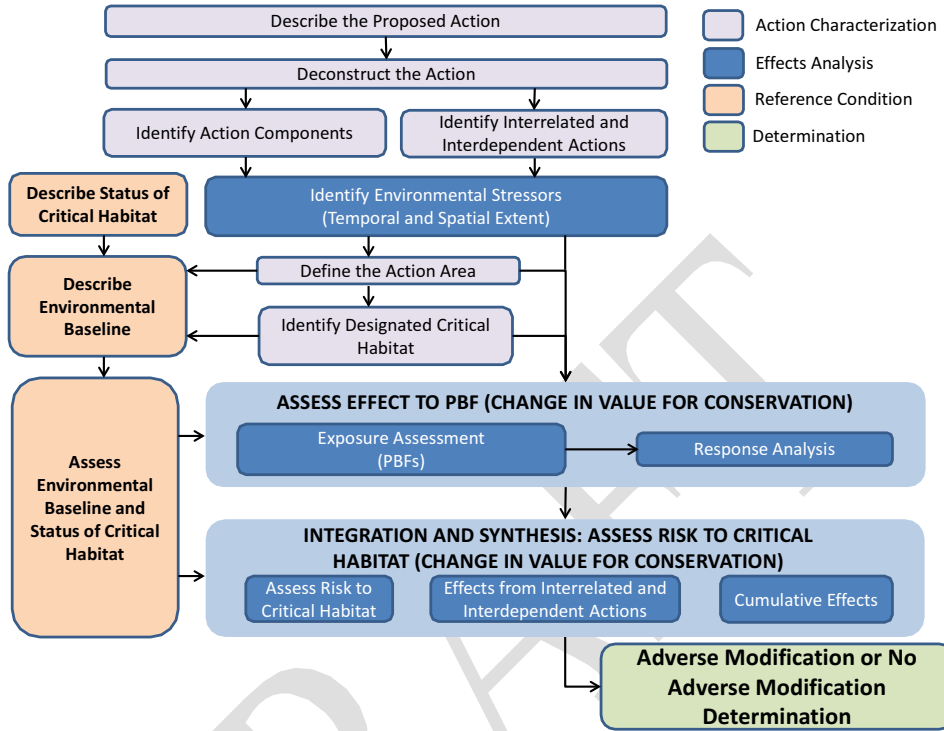 Describe the Proposed Action
Deconstruct the Action
Identify Action Components
Identify Interrelated and
Interdependent Actions
Action Characterization
Effects Analysis
Reference Condition
Determination
Describe Status of
Critical Habitat
Identify Environmental Stressors
(Temporal and Spatial Extent)
Describe
Environmental
Baseline
Define the Action Area
Identify Designated Critical
Habitat
Assess
Environmental
Baseline and
Status of Critical
Habitat
ASSESS EFFECT TO PBF (CHANGE IN VALUE FOR CONSERVATION)
Exposure Assessment
(PBFs)
Response Analysis
INTEGRATION AND SYNTHESIS: ASSESS RISK TO CRITICAL
HABITAT (CHANGE IN VALUE FOR CONSERVATION)
Assess Risk to
Critical Habitat
Effects from Interrelated and
Interdependent Actions
Cumulative Effects
Adverse Modification or No
Adverse Modification
Determination
DRAFT